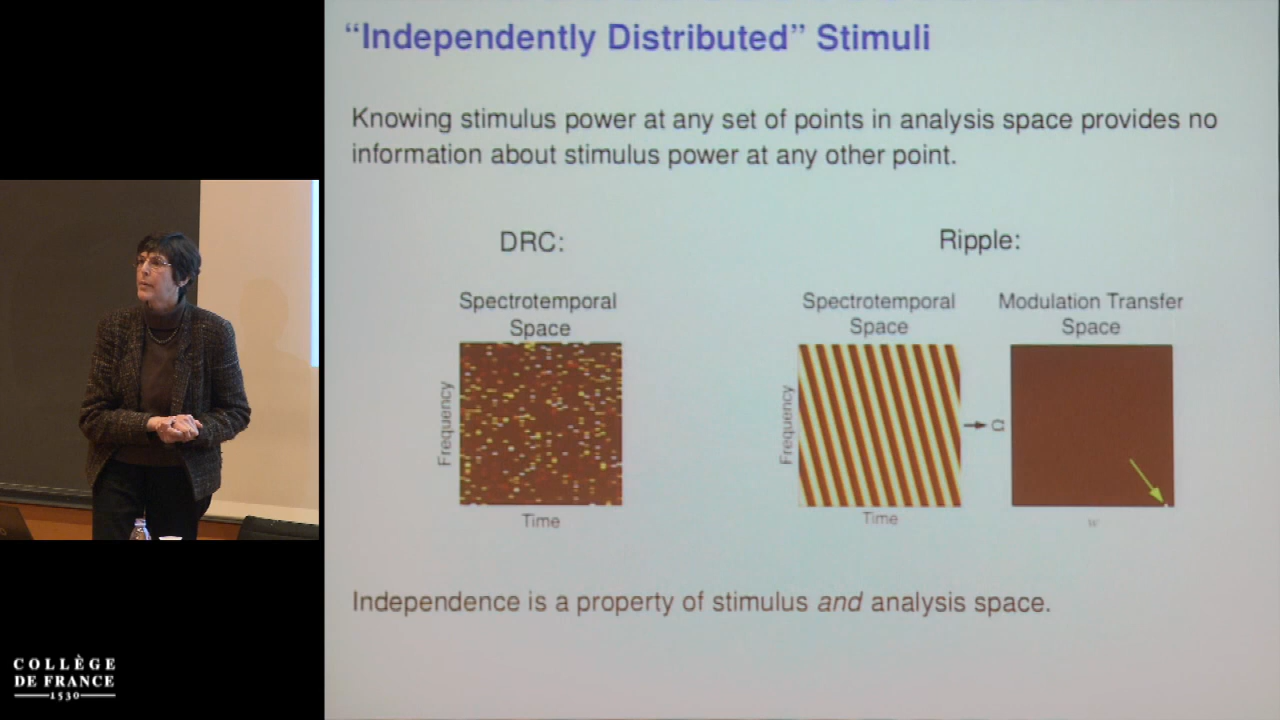 “Independently Distributed” Stimuli
Knowing stimulus power at any set of points in analysis space provides no
information about stimulus power at any other point.
DRC:
Ripple:
Spectrotemporal
Space
Spectrotemporal
Space
Modulation Transfer
Space
Frequency
Frequency
Ω
Time
Time
w
Independence is a property of stimulus and analysis space.
COLLÈGE
DE FRANCE
1530